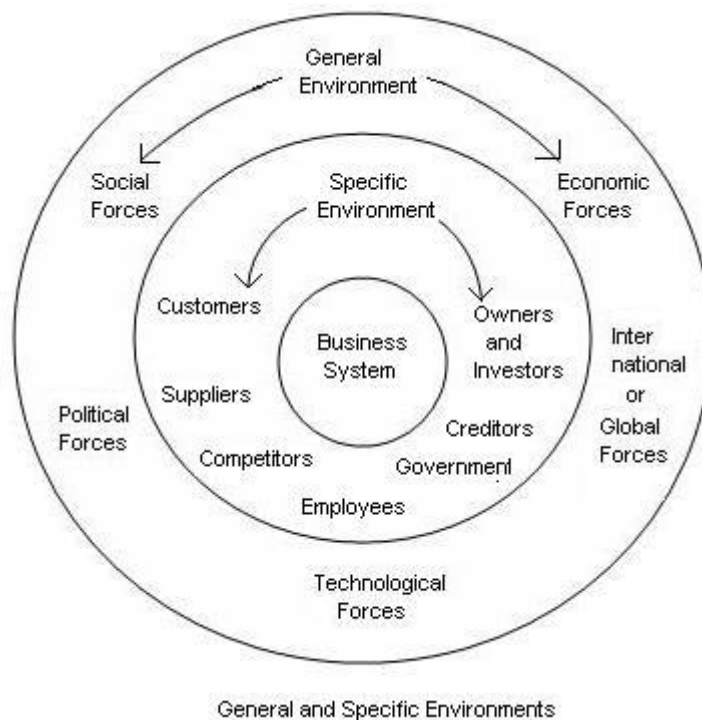 General
Environment
Social
Forces
Economic
Forces
Specific
Environment
Customers
Owners
and
Investors
Business
System
Inter
national
or
Global
Forces
Suppliers
Political
Forces
Creditors
Competitors
Government
Employees
Technological
Forces
General and Specific Environments